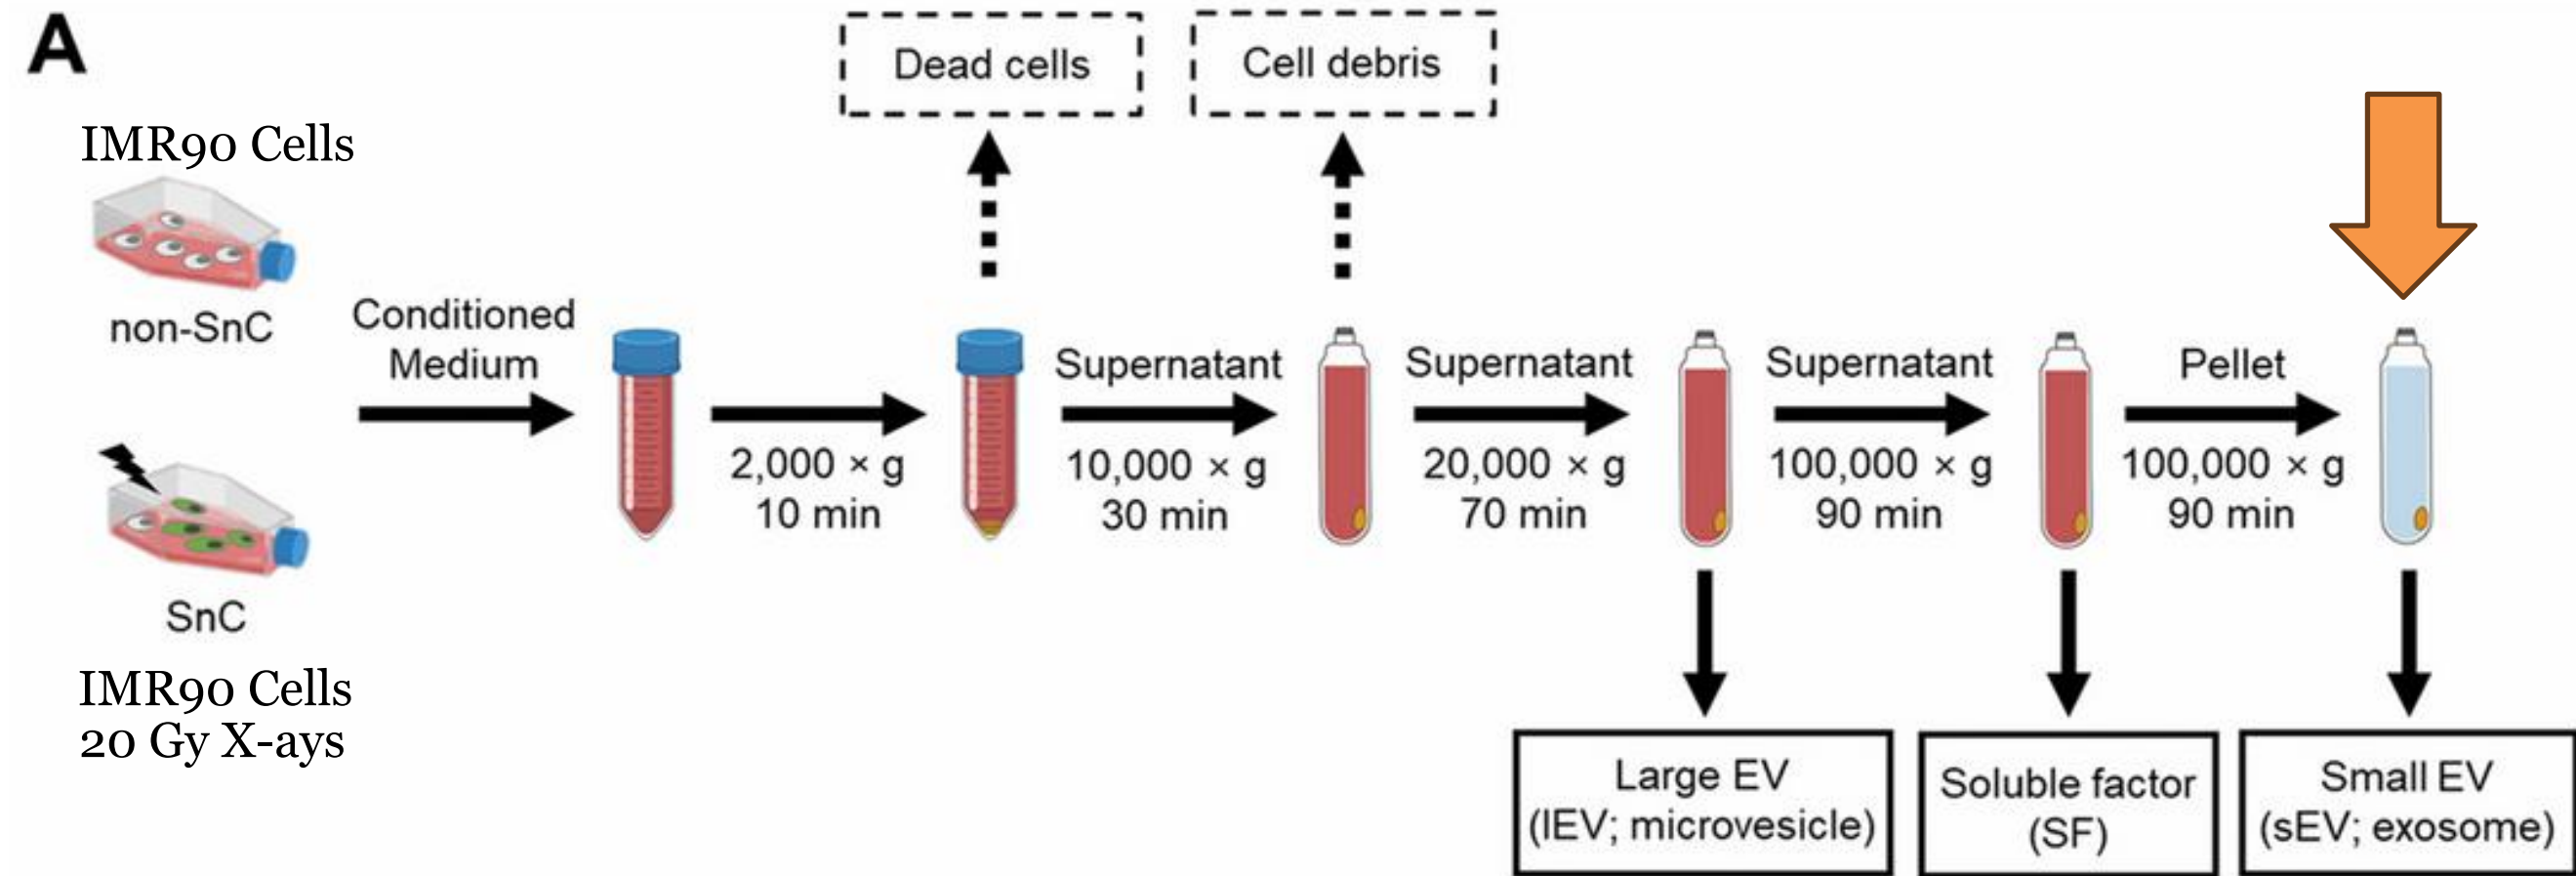 A
Dead cells
Cell debris
IMR90 Cells
non-SnC
SnC
IMR90 Cells
20 Gy X-ays
Conditioned
Medium
2,000 × g
10 min
Supernatant
10,000 × g
30 min
Supernatant
20,000 × g
70 min
Supernatant
100,000 × g
90 min
Pellet
100,000 × g
90 min
Large EV
(lEV; microvesicle)
Soluble factor
(SF)
Small EV
(sEV; exosome)